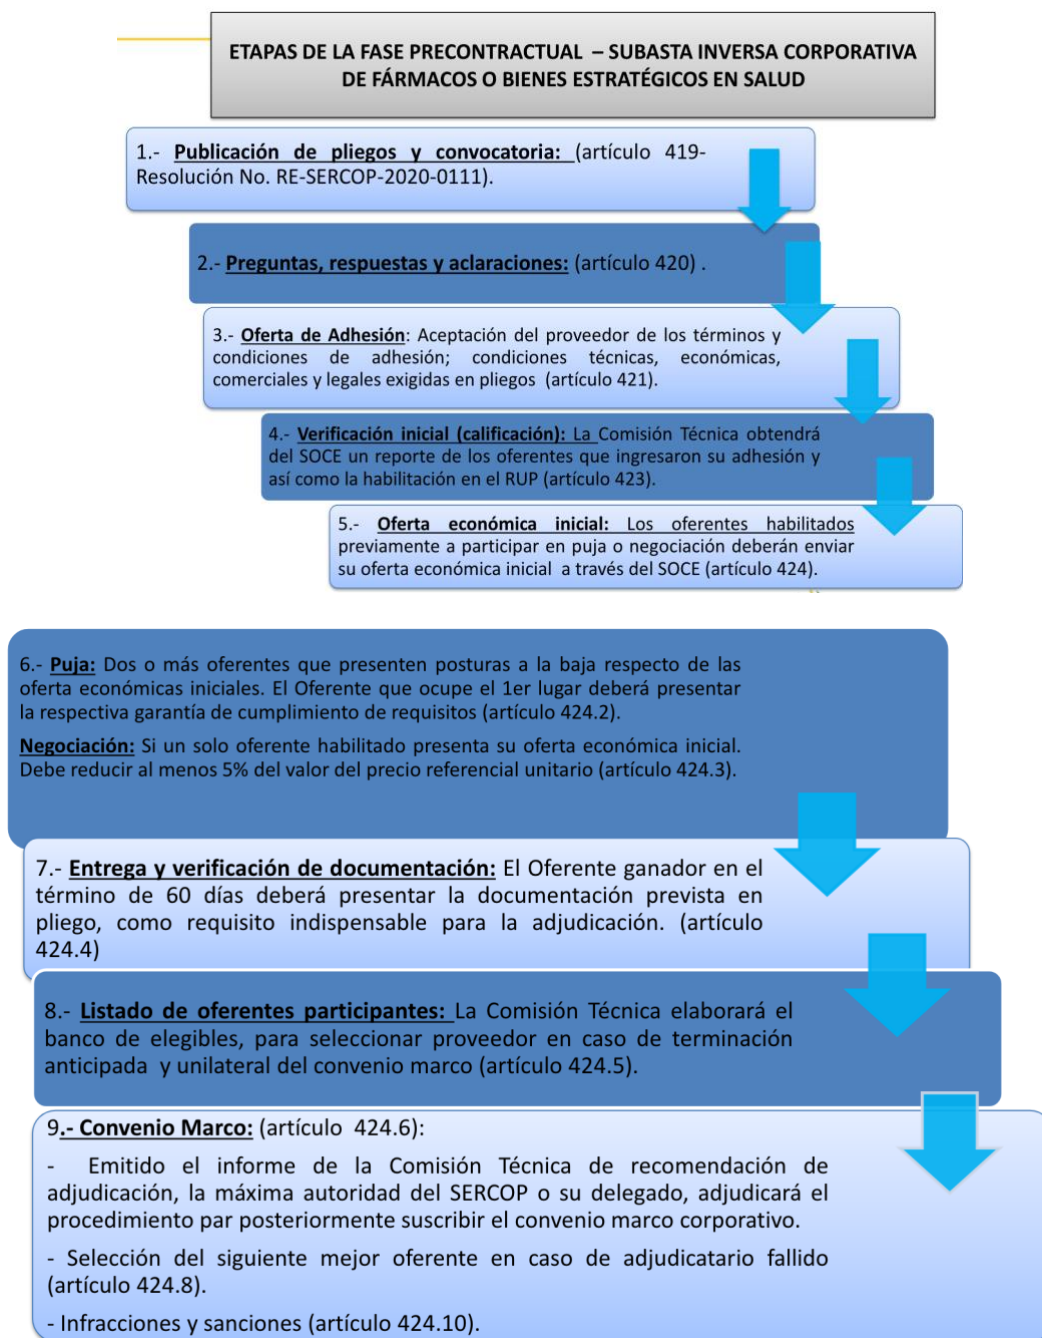 ETAPAS DE LA FASE PRECONTRACTUAL – SUBASTA INVERSA CORPORATIVA
DE FÁRMACOS O BIENES ESTRATÉGICOS EN SALUD
1.- Publicación de pliegos y convocatoria: (artículo 419-
Resolución No. RE-SERCOP-2020-0111).
2.- Preguntas, respuestas y aclaraciones: (artículo 420) .
3.- Oferta de Adhesión: Aceptación del proveedor de los términos y
condiciones de adhesión; condiciones técnicas, económicas,
comerciales y legales exigidas en pliegos (artículo 421).
4.- Verificación inicial (calificación): La Comisión Técnica obtendrá
del SOCE un reporte de los oferentes que ingresaron su adhesión y
así como la habilitación en el RUP (artículo 423).
5.- Oferta económica inicial: Los oferentes habilitados
previamente a participar en puja o negociación deberán enviar
su oferta económica inicial a través del SOCE (artículo 424).
6.- Puja: Dos o más oferentes que presenten posturas a la baja respecto de las
oferta económicas iniciales. El Oferente que ocupe el 1er lugar deberá presentar
la respectiva garantía de cumplimiento de requisitos (artículo 424.2).
Negociación: Si un solo oferente habilitado presenta su oferta económica inicial.
Debe reducir al menos 5% del valor del precio referencial unitario (artículo 424.3).
7.- Entrega y verificación de documentación: El Oferente ganador en el
término de 60 días deberá presentar la documentación prevista en
pliego, como requisito indispensable para la adjudicación. (artículo
424.4)
8.- Listado de oferentes participantes: La Comisión Técnica elaborará el
banco de elegibles, para seleccionar proveedor en caso de terminación
anticipada y unilateral del convenio marco (artículo 424.5).
9.- Convenio Marco: (artículo 424.6):
- Emitido el informe de la Comisión Técnica de recomendación de
adjudicación, la máxima autoridad del SERCOP o su delegado, adjudicará el
procedimiento par posteriormente suscribir el convenio marco corporativo.
- Selección del siguiente mejor oferente en caso de adjudicatario fallido
(artículo 424.8).
- Infracciones y sanciones (artículo 424.10).